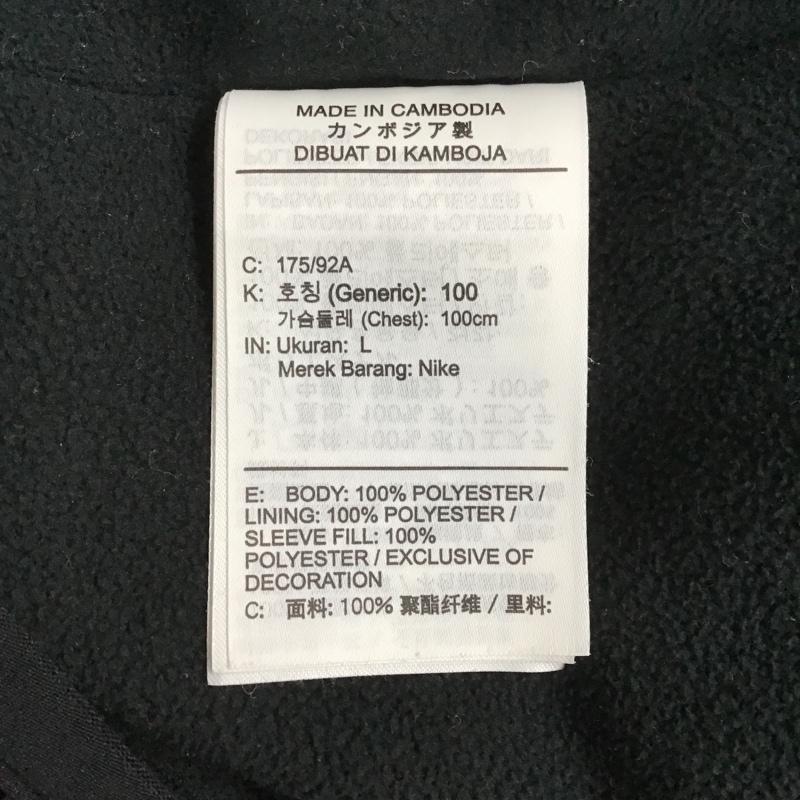 MADE IN CAMBODIA
カンボジア製
DIBUAT DI KAMBOJA
C: 175/92A
K: 호칭 (Generic): 100
가슴둘레 (Chest): 100cm
IN: Ukuran: L
Merek Barang: Nike
E: BODY: 100% POLYESTER /
LINING: 100% POLYESTER /
SLEEVE FILL: 100%
POLYESTER / EXCLUSIVE OF
DECORATION
C: 面料: 100% 聚酯纤维 / 里料: